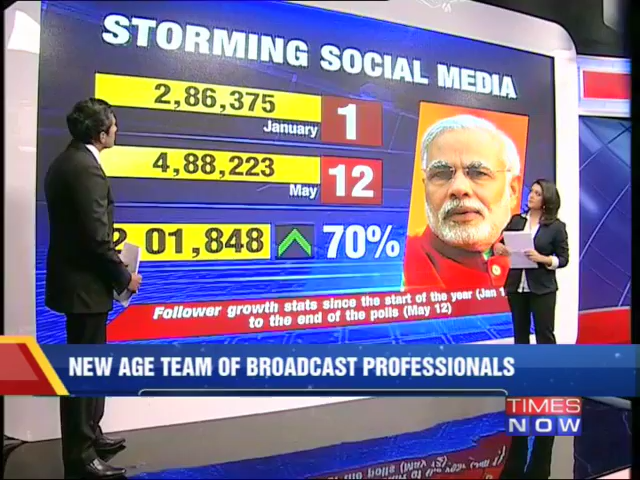 STORMING SOCIAL MEDIA
2,86,375
January 1
4,88,223
May 12
2 01,848 70%
Follower growth stats since the start of the year (Jan 1
to the end of the polls (May 12)
NEW AGE TEAM OF BROADCAST PROFESSIONALS
TIMES
NOW